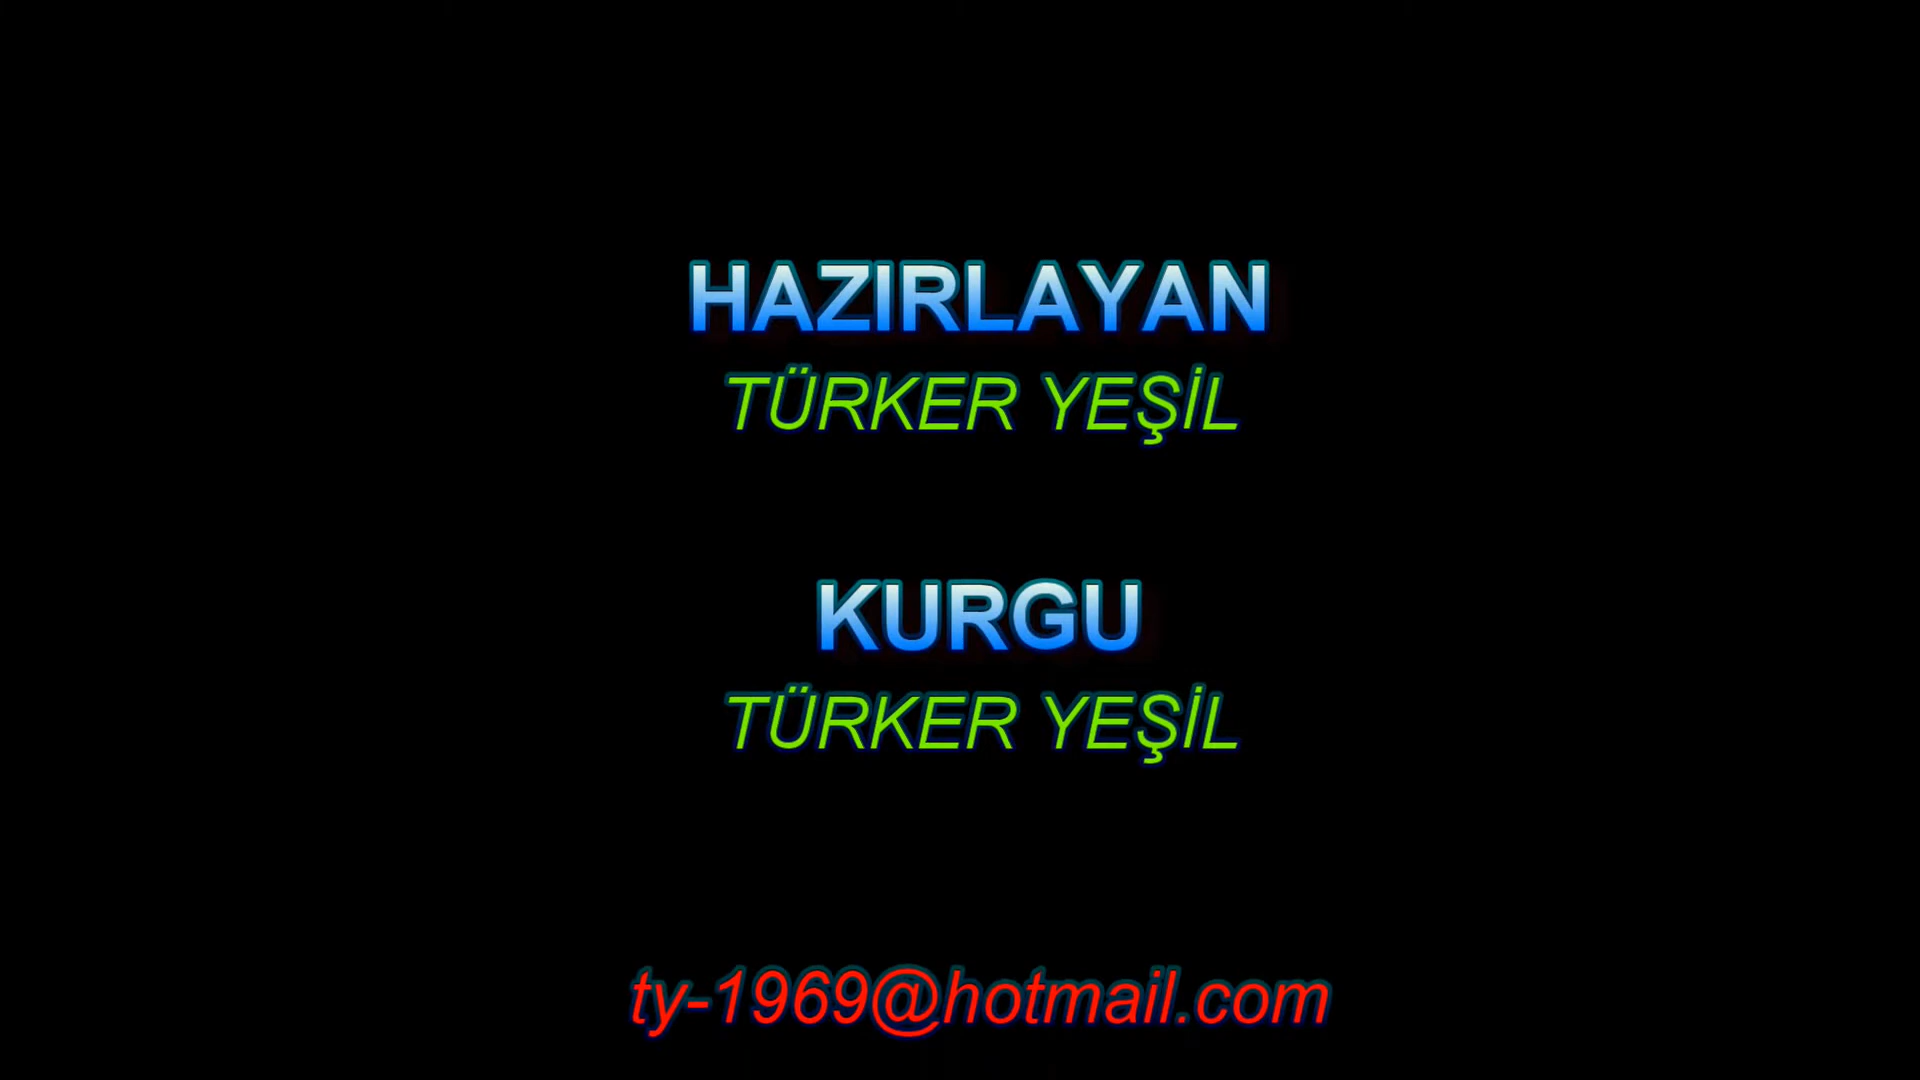 HAZIRLAYAN
TÜRKER YEŞİL
KURGU
TÜRKER YEŞİL
ty-1969@hotmail.com